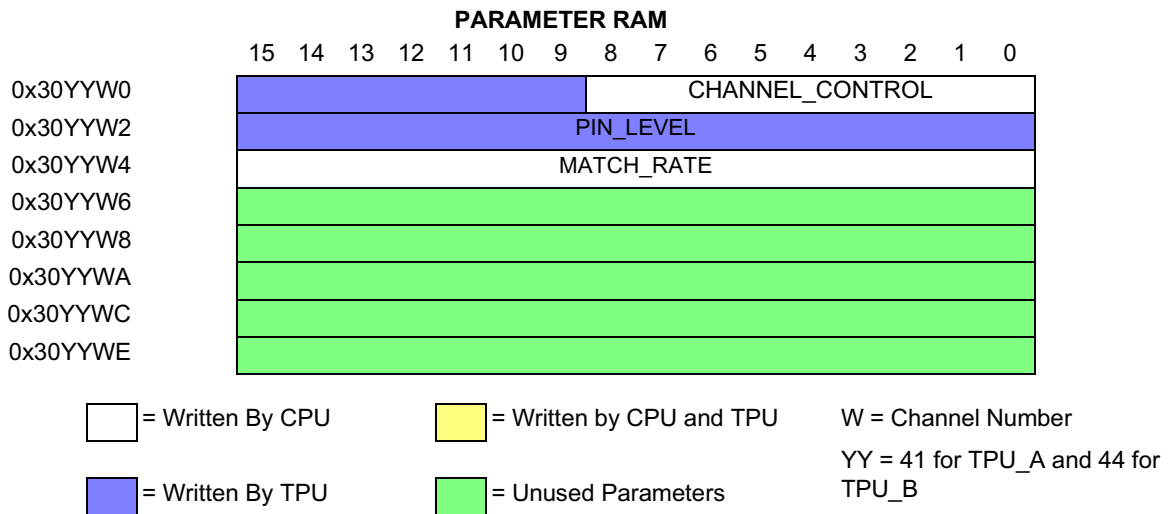 PARAMETER RAM
15 14 13 12 11 10 9 8 7 6 5 4 3 2 1 0
0x30YYW0 CHANNEL_CONTROL
0x30YYW2 PIN_LEVEL
0x30YYW4 MATCH_RATE
0x30YYW6
0x30YYW8
0x30YYWA
0x30YYWC
0x30YYWE
= Written By CPU = Written by CPU and TPU W = Channel Number
YY = 41 for TPU_A and 44 for
= Written By TPU = Unused Parameters TPU_B